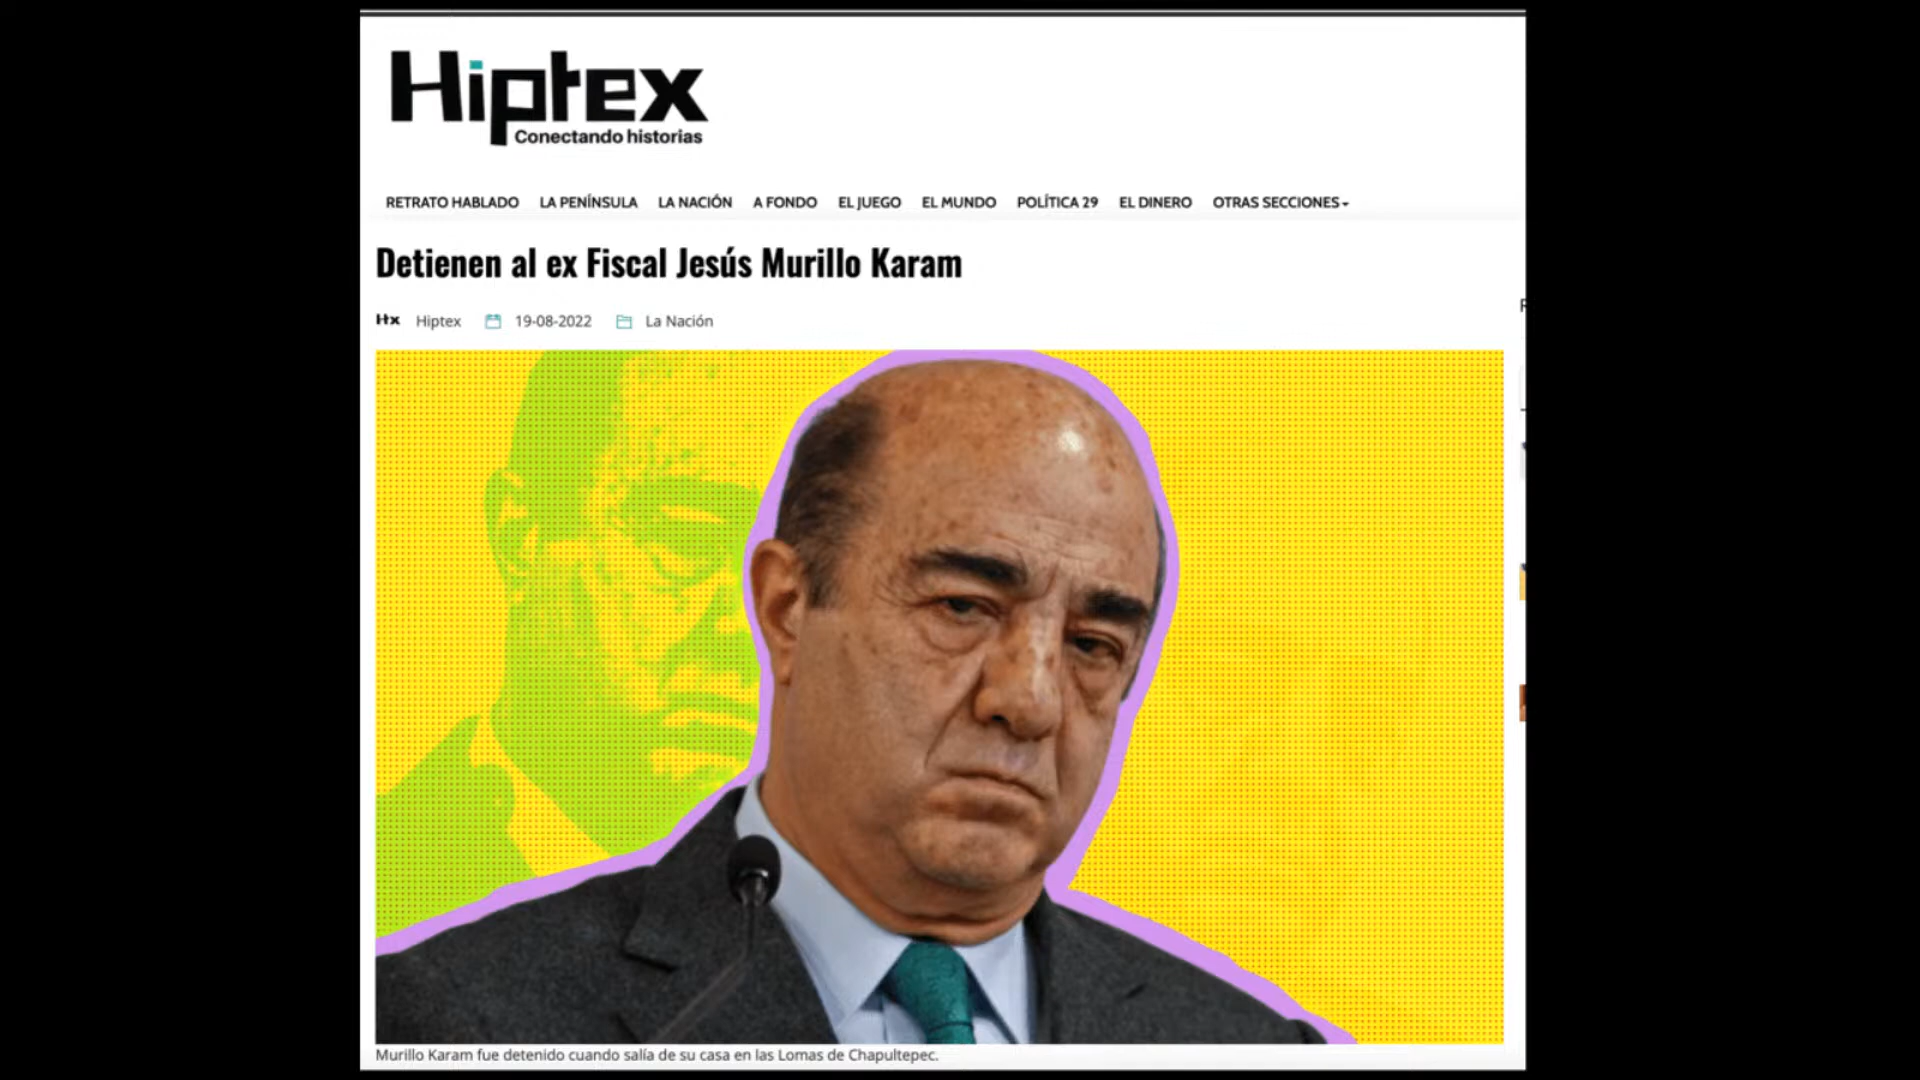 Hiptex
Conectando historias
RETRATO HABLADO LA PENÍNSULA LA NACIÓN A FONDO EL JUEGO EL MUNDO POLÍTICA 29 EL DINERO OTRAS SECCIONES
Detienen al ex Fiscal Jesús Murillo Karam
Htx Hiptex 19-08-2022 La Nación
Murillo Karam fue detenido cuando salía de su casa en las Lomas de Chapultepec.